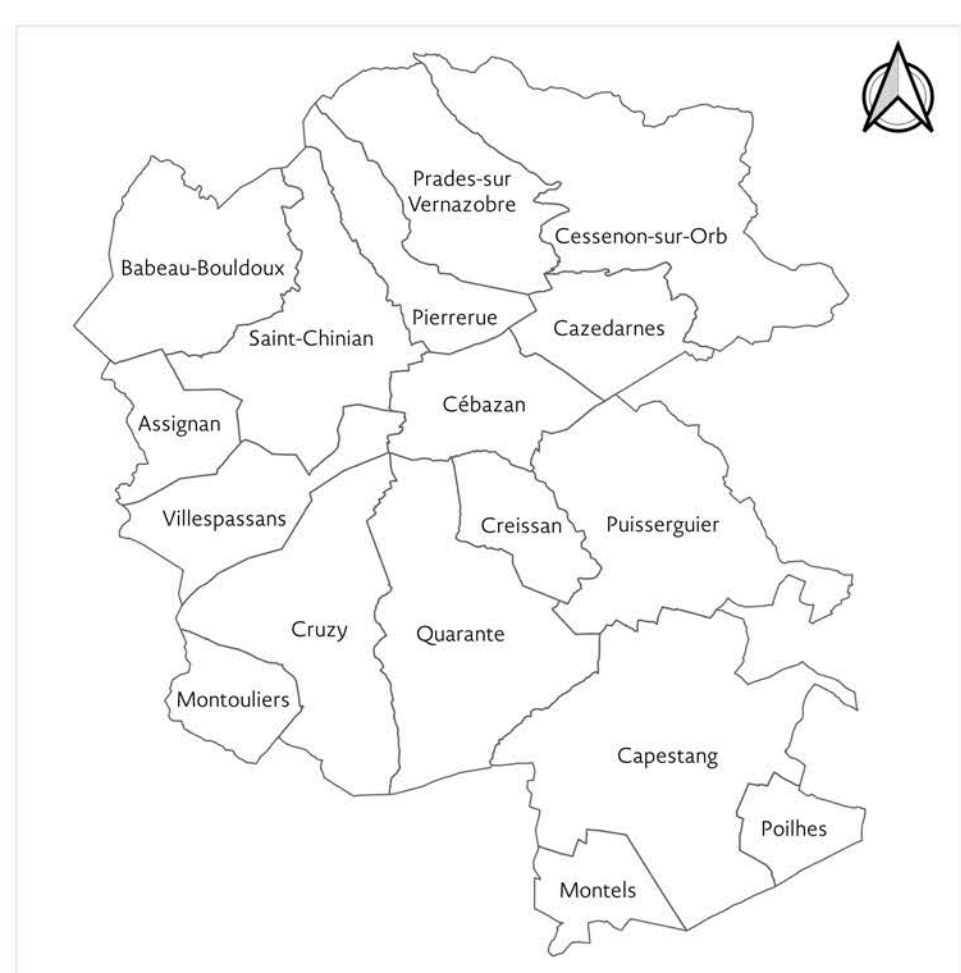 Prades-sur
Vernazobre
Cessenon-sur-Orb
Babeau-Bouldoux
Pierrerue
Cazedarnes
Saint-Chinian
Cébazan
Assignan
Villespassans
Creissan
Puisserguier
Cruzy
Quarante
Montouliers
Capestang
Poilhes
Montels